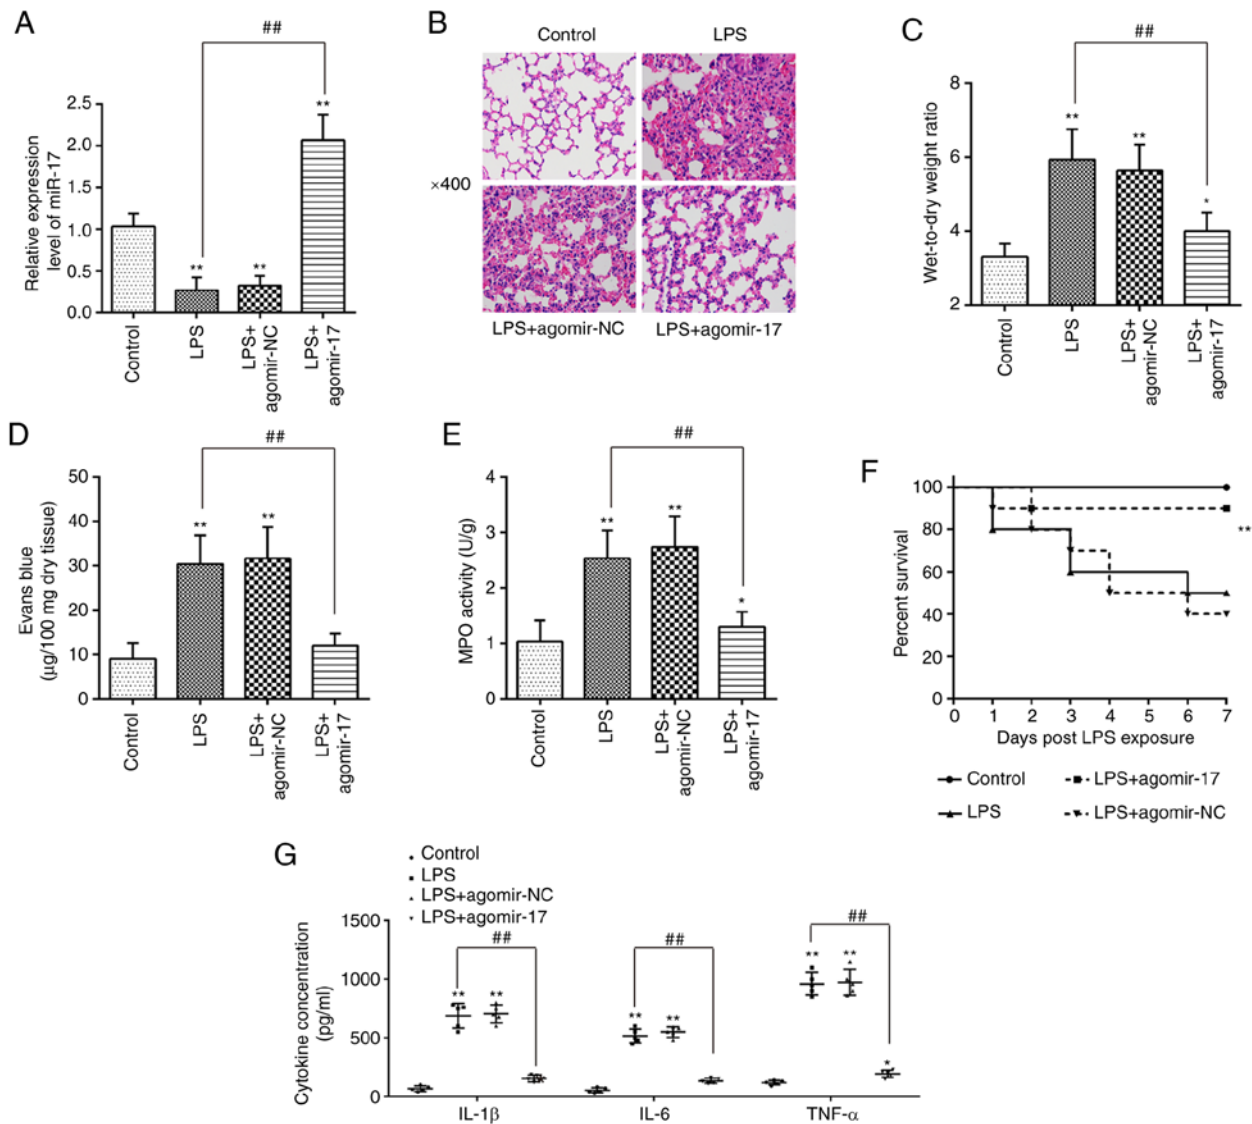 A
##
Relative expression
level of miR-17
2.5
2.0
1.5
1.0
0.5
0.0
**
**
**
Control
LPS
LPS+
agomir-NC
LPS+
agomir-17
B
Control
LPS
×400
LPS+agomir-NC
LPS+agomir-17
C
##
Wet-to-dry weight ratio
8
6
4
2
**
**
*
Control
LPS
LPS+
agomir-NC
LPS+
agomir-17
D
##
Evans blue
(µg/100 mg dry tissue)
50
40
30
20
10
0
**
**
Control
LPS
LPS+
agomir-NC
LPS+
agomir-17
E
##
MPO activity (U/g)
4
3
2
1
0
**
**
*
Control
LPS
LPS+
agomir-NC
LPS+
agomir-17
F
Percent survival
100
80
60
40
20
0
**
0 1 2 3 4 5 6 7
Days post LPS exposure
Control
LPS+agomir-17
LPS
LPS+agomir-NC
G
Control
LPS
LPS+agomir-NC
LPS+agomir-17
Cytokine concentration
(pg/ml)
1500
1000
500
0
##
##
##
** **
** **
** **
*
IL-1β
IL-6
TNF-α